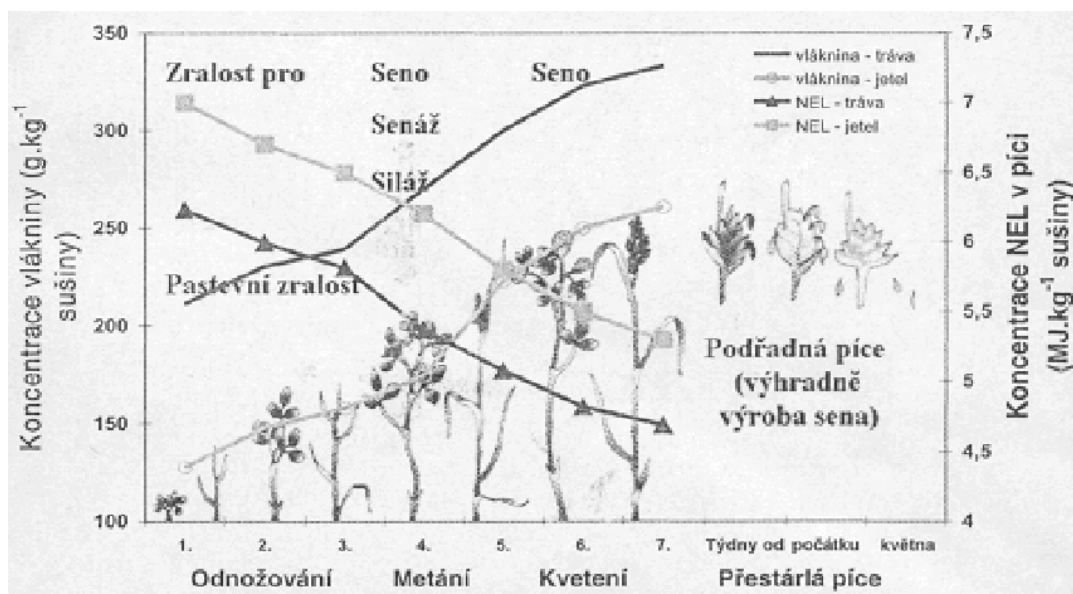 Koncentrace vlákniny (g.kg-1
sušiny)
350
300
250
200
150
100
Zralost pro
Seno
Senáž
Siláž
Seno
Pastevní zralost
vláknina - tráva
vláknina - jetel
NEL - tráva
NEL - jetel
Podřadná píce
(výhradně
výroba sena)
7,5
7
6,5
6
5,5
5
4,5
4
Koncentrace NEL v píci
(MJ.kg-1 sušiny)
1. 2. 3. 4. 5. 6. 7. Týdny od počátku května
Odnožování Metání Kvetení Přestárlá píce